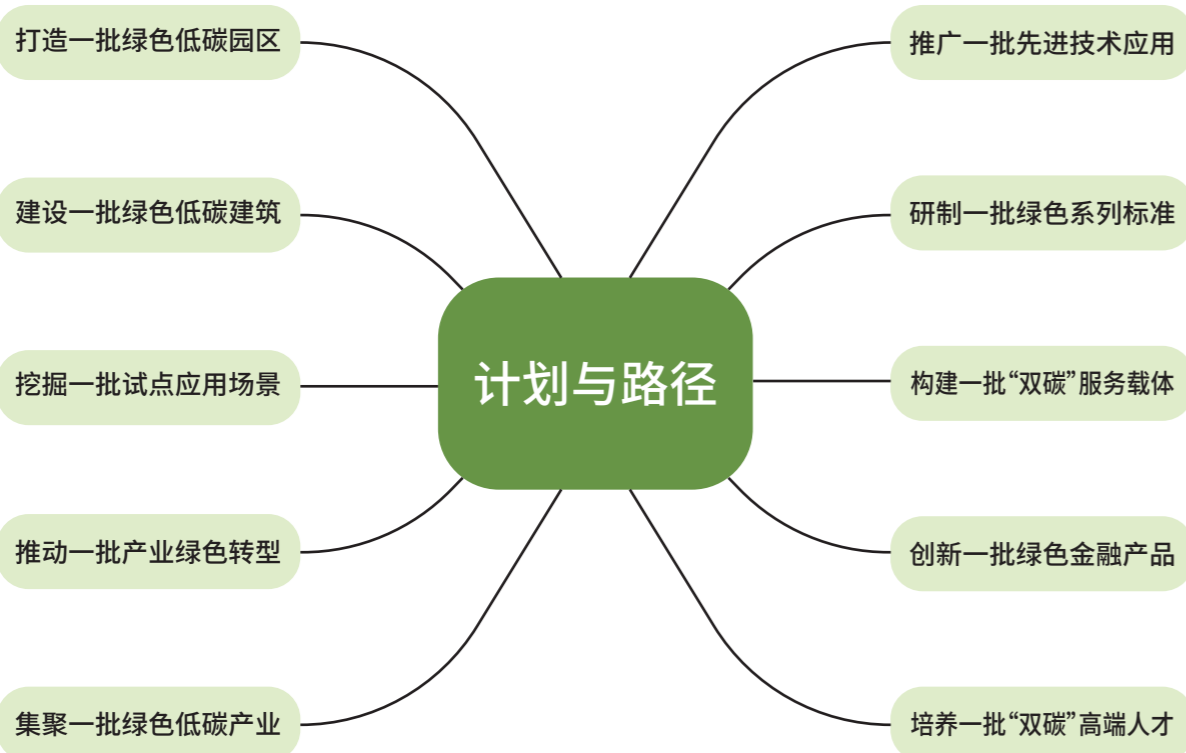 打造一批绿色低碳园区
建设一批绿色低碳建筑
挖掘一批试点应用场景
推动一批产业绿色转型
集聚一批绿色低碳产业
计划与路径
推广一批先进技术应用
研制一批绿色系列标准
构建一批“双碳”服务载体
创新一批绿色金融产品
培养一批“双碳”高端人才